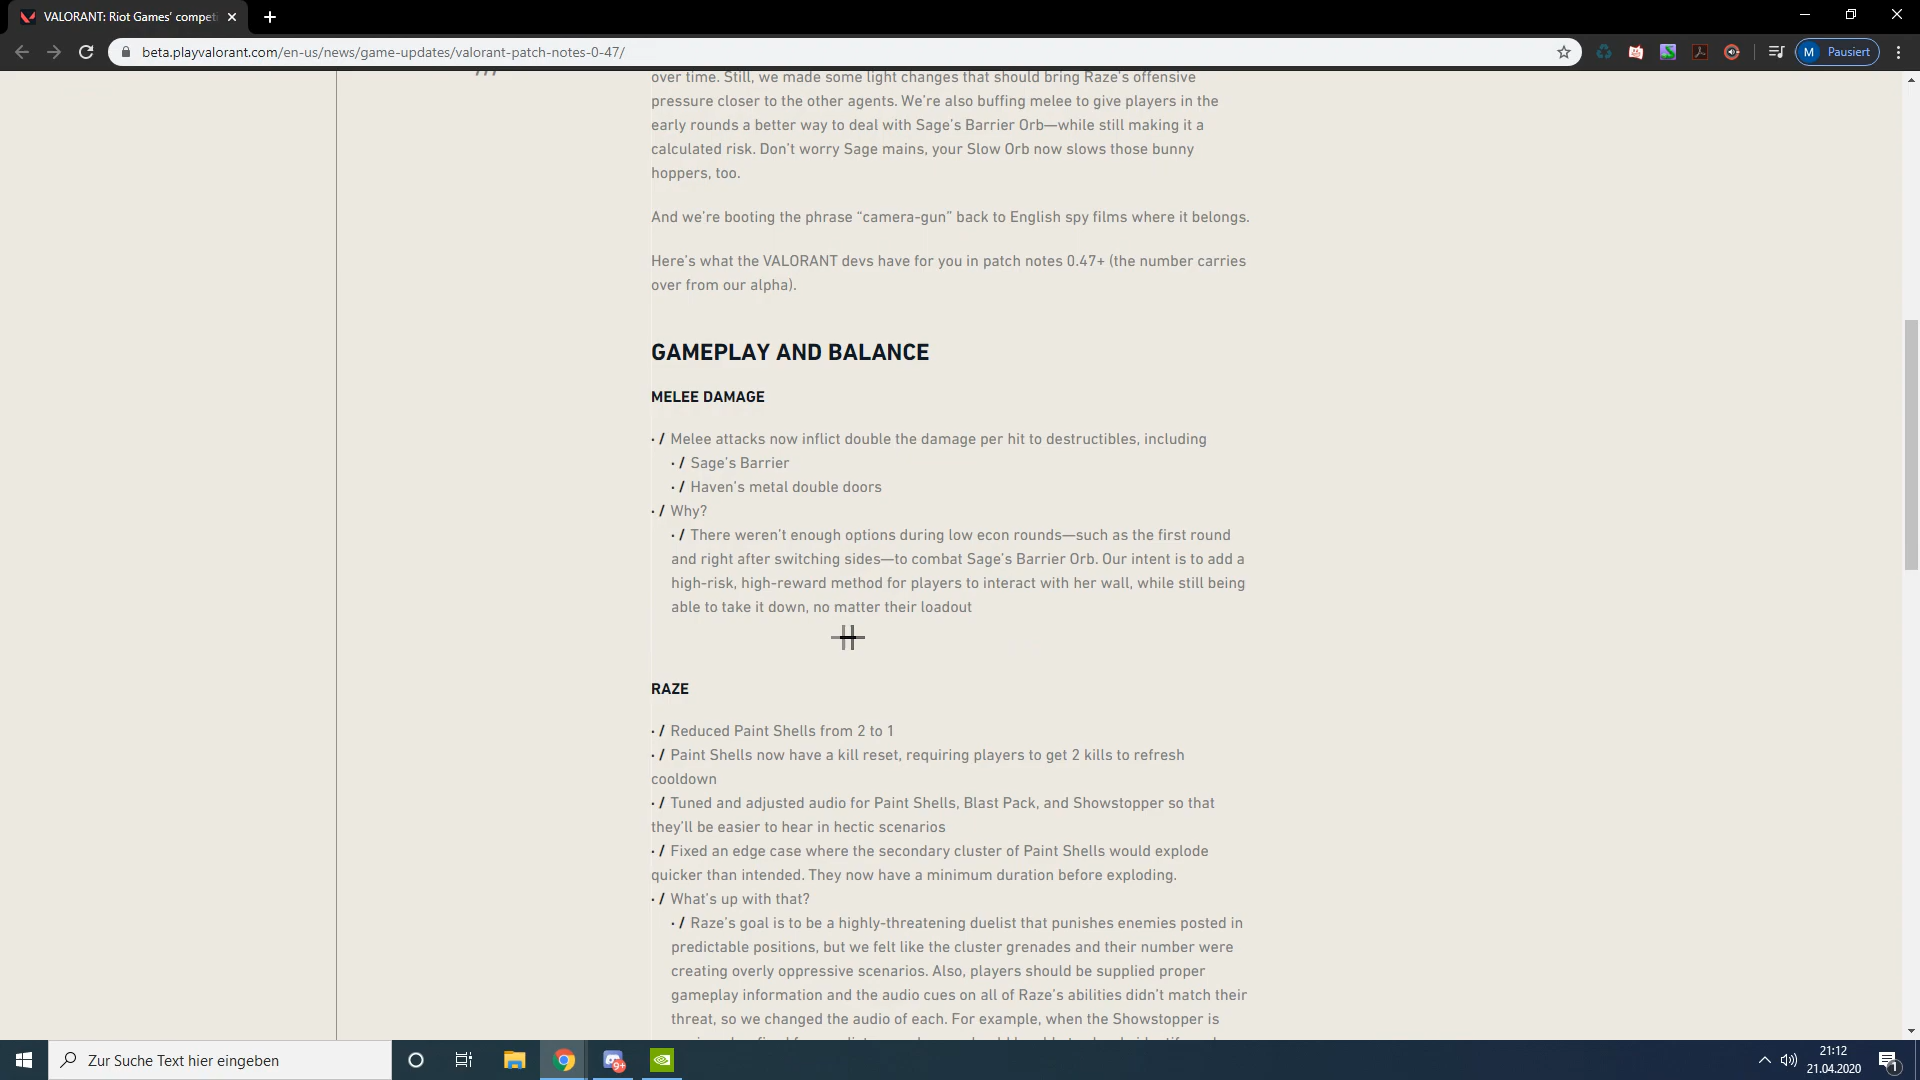 VALORANT: Riot Games' competi
beta.playvalorant.com/en-us/news/game-updates/valorant-patch-notes-0-47/
M Pausiert
over time. Still, we made some light changes that should bring Raze's offensive
pressure closer to the other agents. We're also buffing melee to give players in the
early rounds a better way to deal with Sage's Barrier Orb—while still making it a
calculated risk. Don't worry Sage mains, your Slow Orb now slows those bunny
hoppers, too.
And we're booting the phrase “camera-gun” back to English spy films where it belongs.
Here's what the VALORANT devs have for you in patch notes 0.47+ (the number carries
over from our alpha).
GAMEPLAY AND BALANCE
MELEE DAMAGE
· / Melee attacks now inflict double the damage per hit to destructibles, including
· / Sage's Barrier
· / Haven's metal double doors
· / Why?
· / There weren't enough options during low econ rounds—such as the first round
and right after switching sides—to combat Sage's Barrier Orb. Our intent is to add a
high-risk, high-reward method for players to interact with her wall, while still being
able to take it down, no matter their loadout
RAZE
· / Reduced Paint Shells from 2 to 1
· / Paint Shells now have a kill reset, requiring players to get 2 kills to refresh
cooldown
· / Tuned and adjusted audio for Paint Shells, Blast Pack, and Showstopper so that
they'll be easier to hear in hectic scenarios
· / Fixed an edge case where the secondary cluster of Paint Shells would explode
quicker than intended. They now have a minimum duration before exploding.
· / What's up with that?
· / Raze's goal is to be a highly-threatening duelist that punishes enemies posted in
predictable positions, but we felt like the cluster grenades and their number were
creating overly oppressive scenarios. Also, players should be supplied proper
gameplay information and the audio cues on all of Raze's abilities didn't match their
threat, so we changed the audio of each. For example, when the Showstopper is
Zur Suche Text hier eingeben
9+
21:12
21.04.2020
1